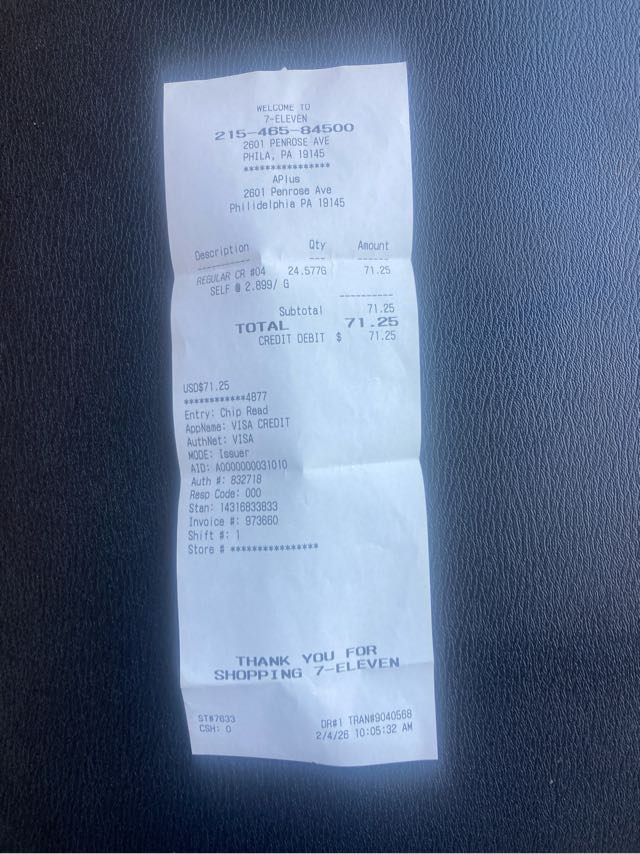 WELCOME TO
7-ELEVEN
215-465-84500
2601 PENROSE AVE
PHILA, PA 19145
****************
APlus
2601 Penrose Ave
Philidelphia PA 19145
Description Qty Amount
REGULAR CR #04 24.577G 71.25
SELF @ 2.899/ G
Subtotal 71.25
TOTAL 71.25
CREDIT DEBIT $ 71.25
USD$71.25
************4877
Entry: Chip Read
AppName: VISA CREDIT
AuthNet: VISA
MODE: Issuer
AID: A0000000031010
Auth #: 832718
Resp Code: 000
Stan: 14316833833
Invoice #: 973660
Shift #: 1
Store # ****************
THANK YOU FOR
SHOPPING 7-ELEVEN
ST#7633 DR#1 TRAN#9040568
CSH: 0 2/4/26 10:05:32 AM